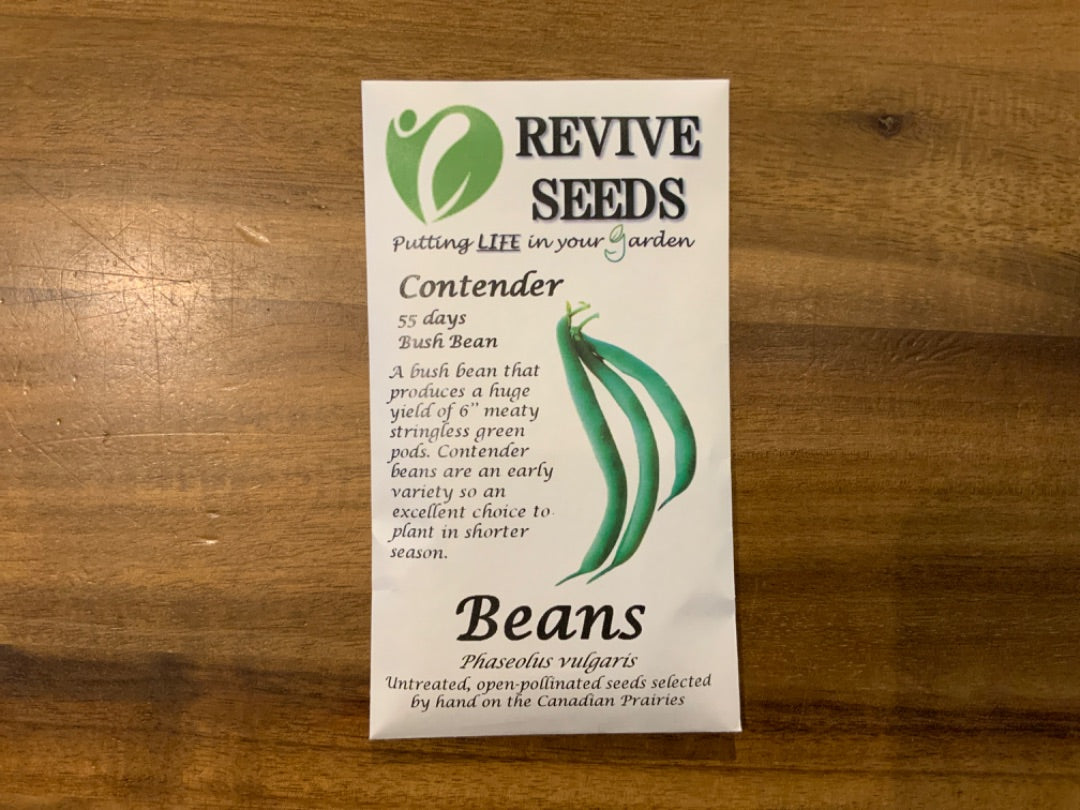 REVIVE
SEEDS
Putting LIFE in your garden
Contender
55 days
Bush Bean
A bush bean that
produces a huge
yield of 6" meaty
stringless green
pods. Contender
beans are an early
variety so an
excellent choice to
plant in shorter
season.
Beans
Phaseolus vulgaris
Untreated, open-pollinated seeds selected
by hand on the Canadian Prairies